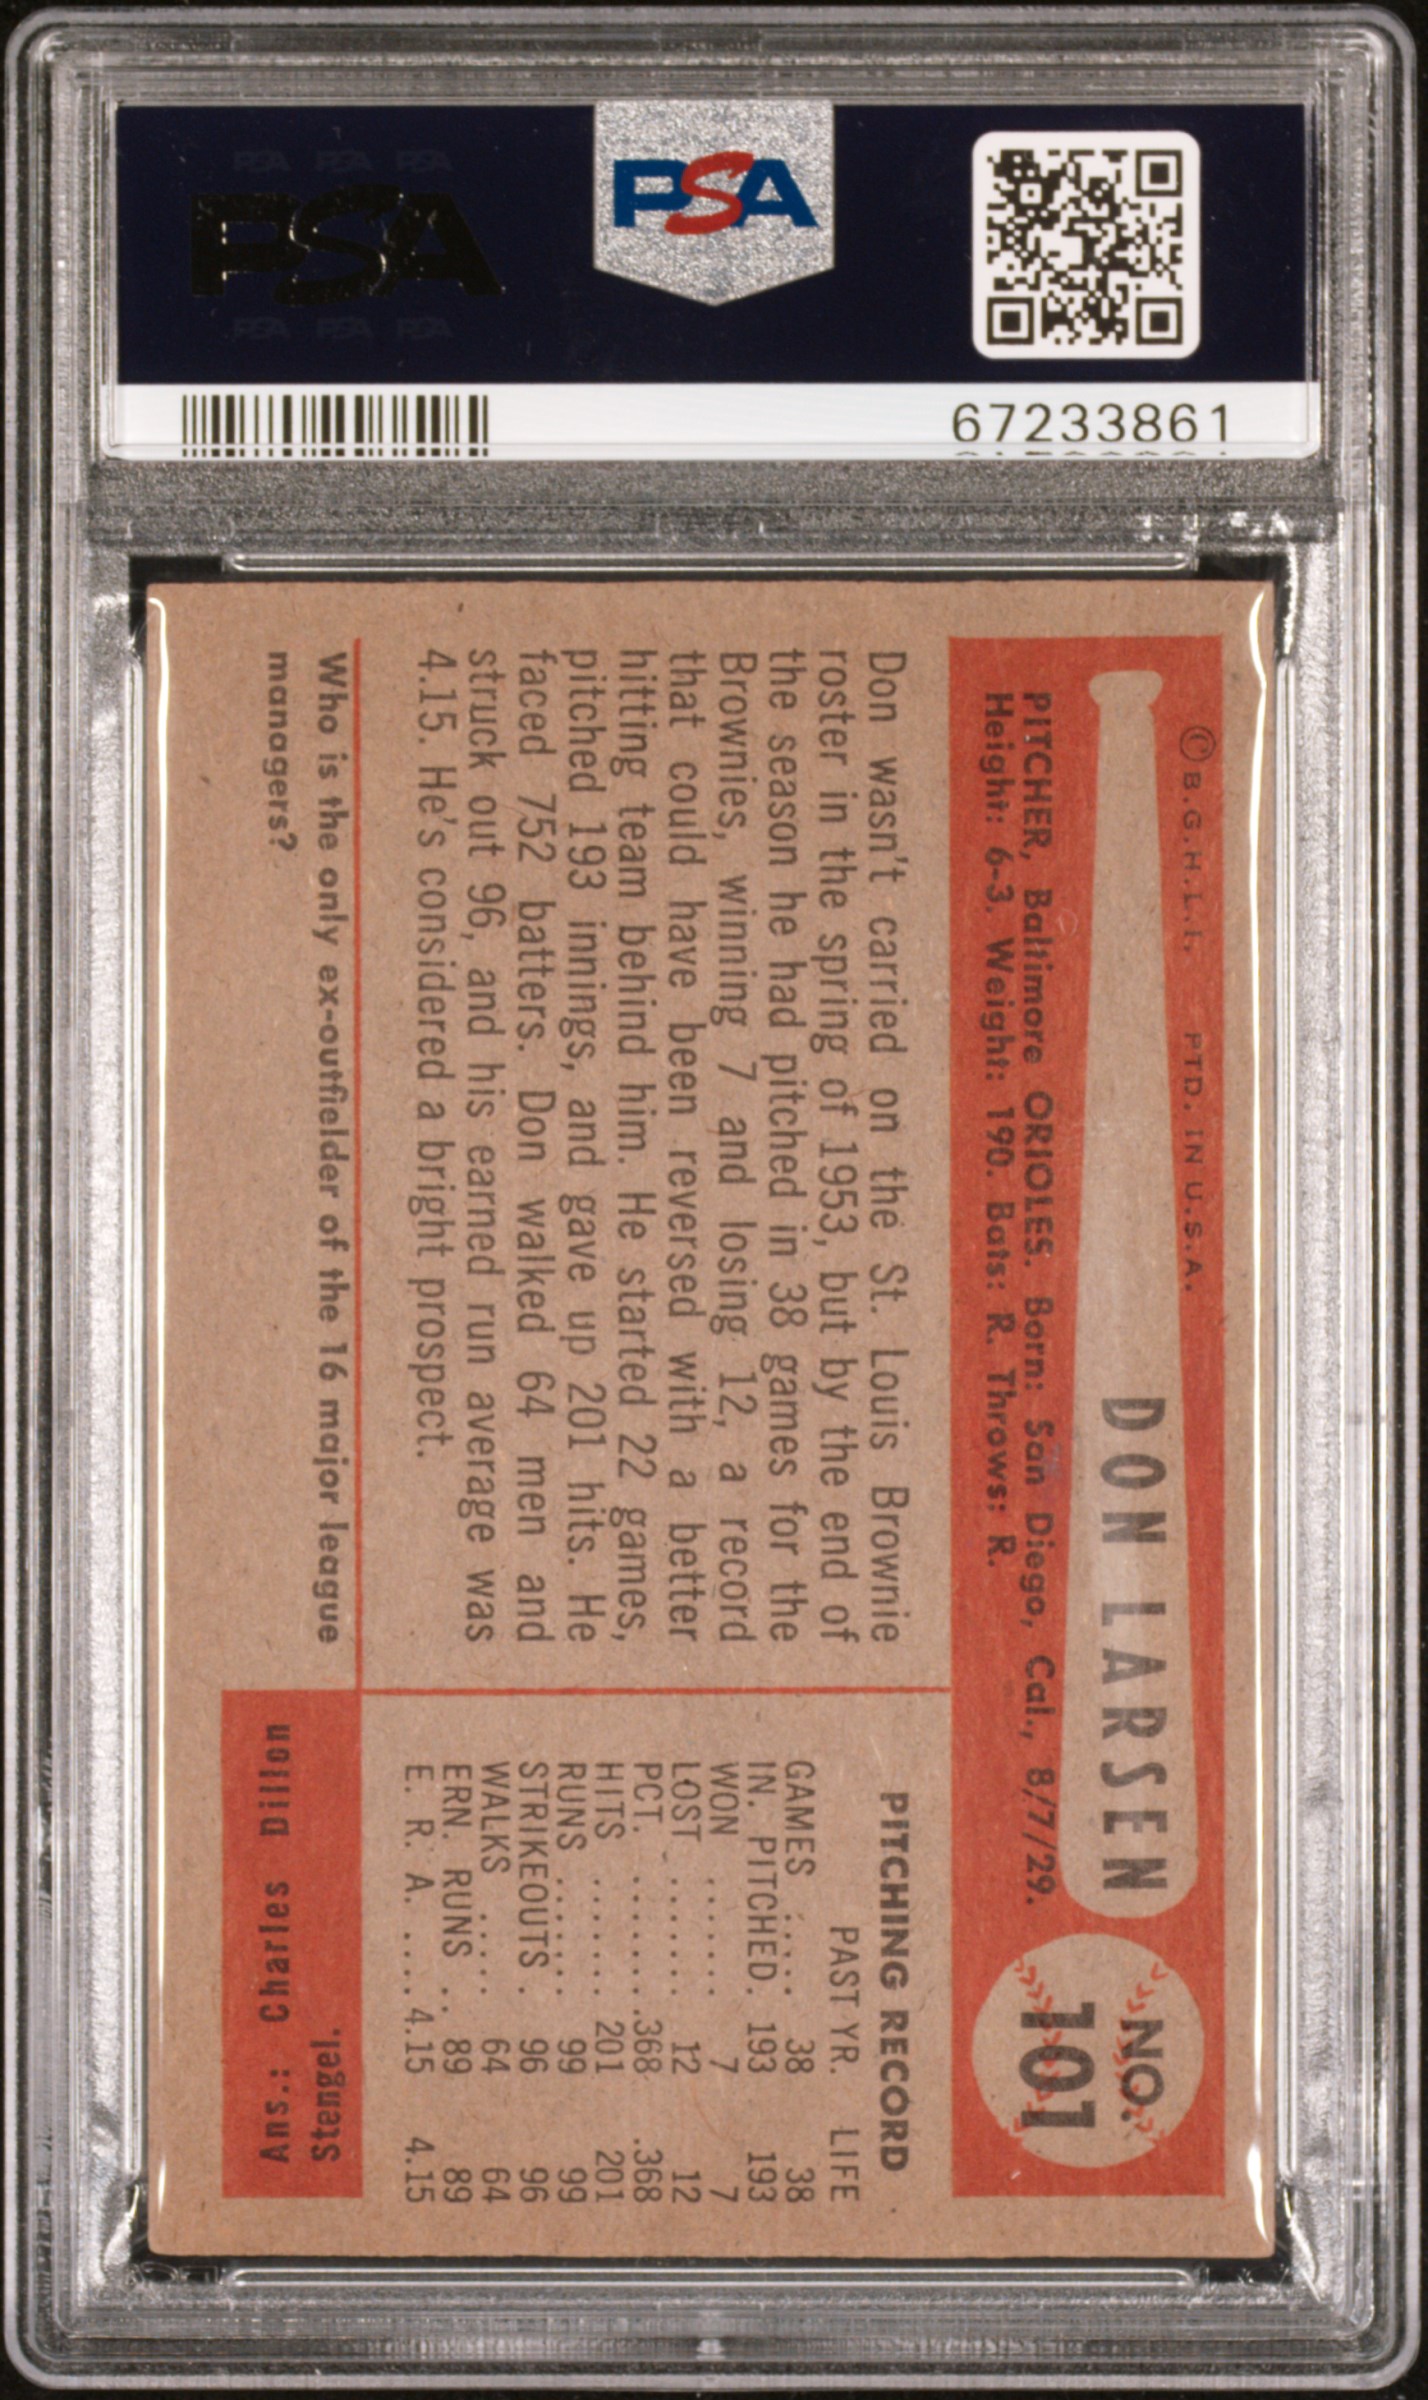 PSA PSA PSA
PSA
PSA PSA PSA
PSA
67233861
© B.G.H.L.I. PTD. IN U.S.A.
DON LARSEN
NO.
101
PITCHER, Baltimore ORIOLES. Born: San Diego, Cal., 8/7/29.
Height: 6-3. Weight: 190. Bats: R. Throws: R.
Don wasn't carried on the St. Louis Brownie
roster in the spring of 1953, but by the end of
the season he had pitched in 38 games for the
Brownies, winning 7 and losing 12, a record
that could have been reversed with a better
hitting team behind him. He started 22 games,
pitched 193 innings, and gave up 201 hits. He
faced 752 batters. Don walked 64 men and
struck out 96, and his earned run average was
4.15. He's considered a bright prospect.
PITCHING RECORD
PAST YR. LIFE
GAMES ..... 38 38
IN. PITCHED. 193 193
WON ....... 7 7
LOST ....... 12 12
PCT. ....... .368 .368
HITS ....... 201 201
RUNS ....... 99 99
STRIKEOUTS . 96 96
WALKS ..... 64 64
ERN. RUNS .. 89 89
E. R. A. .... 4.15 4.15
Who is the only ex-outfielder of the 16 major league
managers?
Ans.: Charles Dillon
Stengel.